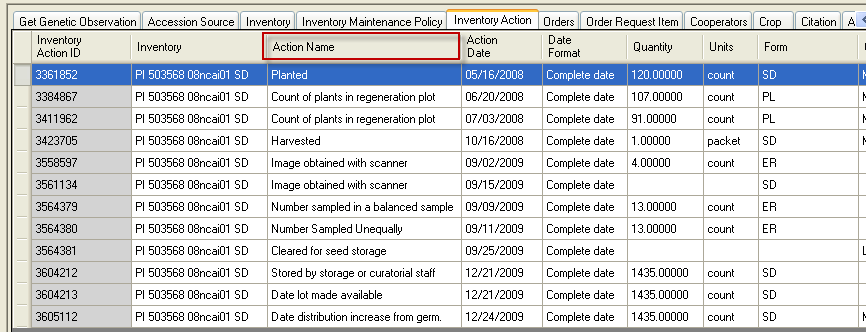 Get Genetic Observation Accession Source Inventory Inventory Maintenance Policy Inventory Action Orders Order Request Item Cooperators Crop Citation A
Inventory Action ID Inventory Action Name Action Date Date Format Quantity Units Form
3361852 PI 503568 08ncai01 SD Planted 05/16/2008 Complete date 120.00000 count SD
3384867 PI 503568 08ncai01 SD Count of plants in regeneration plot 06/20/2008 Complete date 107.00000 count PL
3411962 PI 503568 08ncai01 SD Count of plants in regeneration plot 07/03/2008 Complete date 91.00000 count PL
3423705 PI 503568 08ncai01 SD Harvested 10/16/2008 Complete date 1.00000 packet SD
3558597 PI 503568 08ncai01 SD Image obtained with scanner 09/02/2009 Complete date 4.00000 count ER
3561134 PI 503568 08ncai01 SD Image obtained with scanner 09/15/2009 Complete date SD
3564379 PI 503568 08ncai01 SD Number sampled in a balanced sample 09/09/2009 Complete date 13.00000 count ER
3564380 PI 503568 08ncai01 SD Number Sampled Unequally 09/11/2009 Complete date 13.00000 count ER
3564381 PI 503568 08ncai01 SD Cleared for seed storage 09/25/2009 Complete date
3604212 PI 503568 08ncai01 SD Stored by storage or curatorial staff 12/21/2009 Complete date 1435.00000 count SD
3604213 PI 503568 08ncai01 SD Date lot made available 12/21/2009 Complete date 1435.00000 count SD
3605112 PI 503568 08ncai01 SD Date distribution increase from germ. 12/24/2009 Complete date 1435.00000 count SD